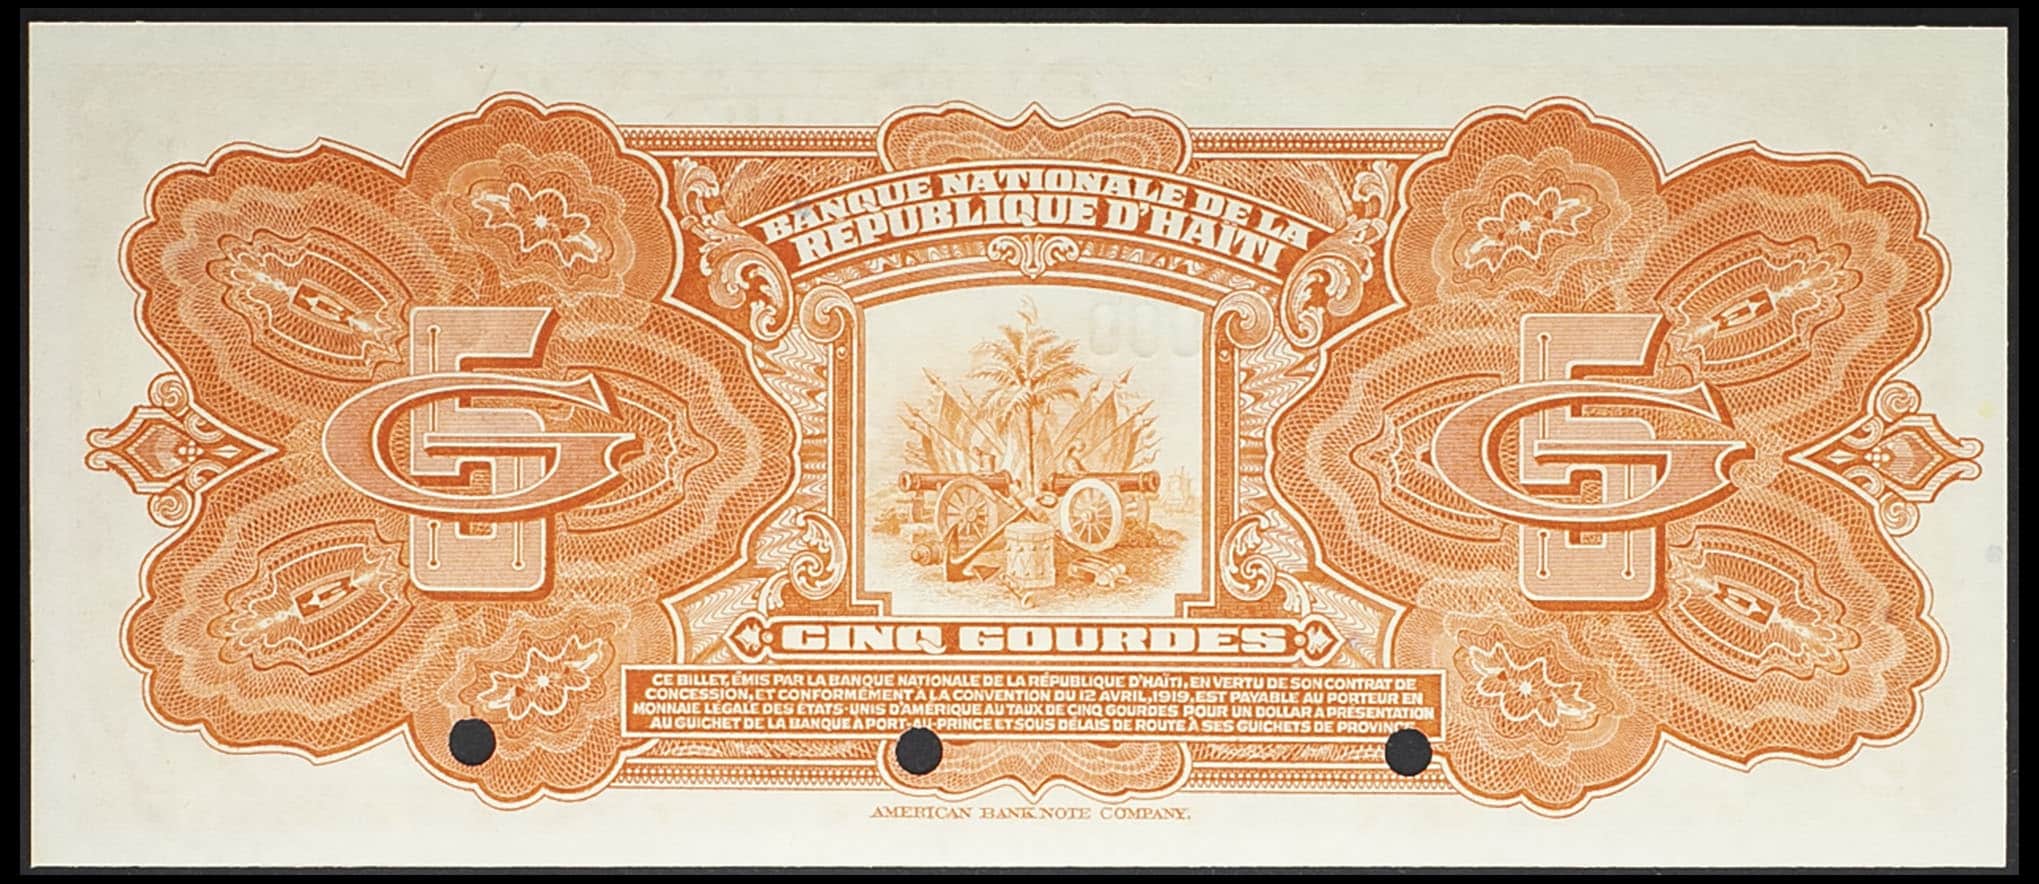 BANQUE NATIONALE DE LA
RÉPUBLIQUE D'HAÏTI
5
G
5
G
CINQ GOURDES
CE BILLET, ÉMIS PAR LA BANQUE NATIONALE DE LA RÉPUBLIQUE D'HAÏTI, EN VERTU DE SON CONTRAT DE
CONCESSION, ET CONFORMÉMENT À LA CONVENTION DU 12 AVRIL, 1919, EST PAYABLE AU PORTEUR EN
MONNAIE LÉGALE DES ÉTATS-UNIS D'AMÉRIQUE AU TAUX DE CINQ GOURDES POUR UN DOLLAR A PRÉSENTATION
AU GUICHET DE LA BANQUE À PORT-AU-PRINCE ET SOUS DÉLAIS DE ROUTE À SES GUICHETS DE
AMERICAN BANK NOTE COMPANY.